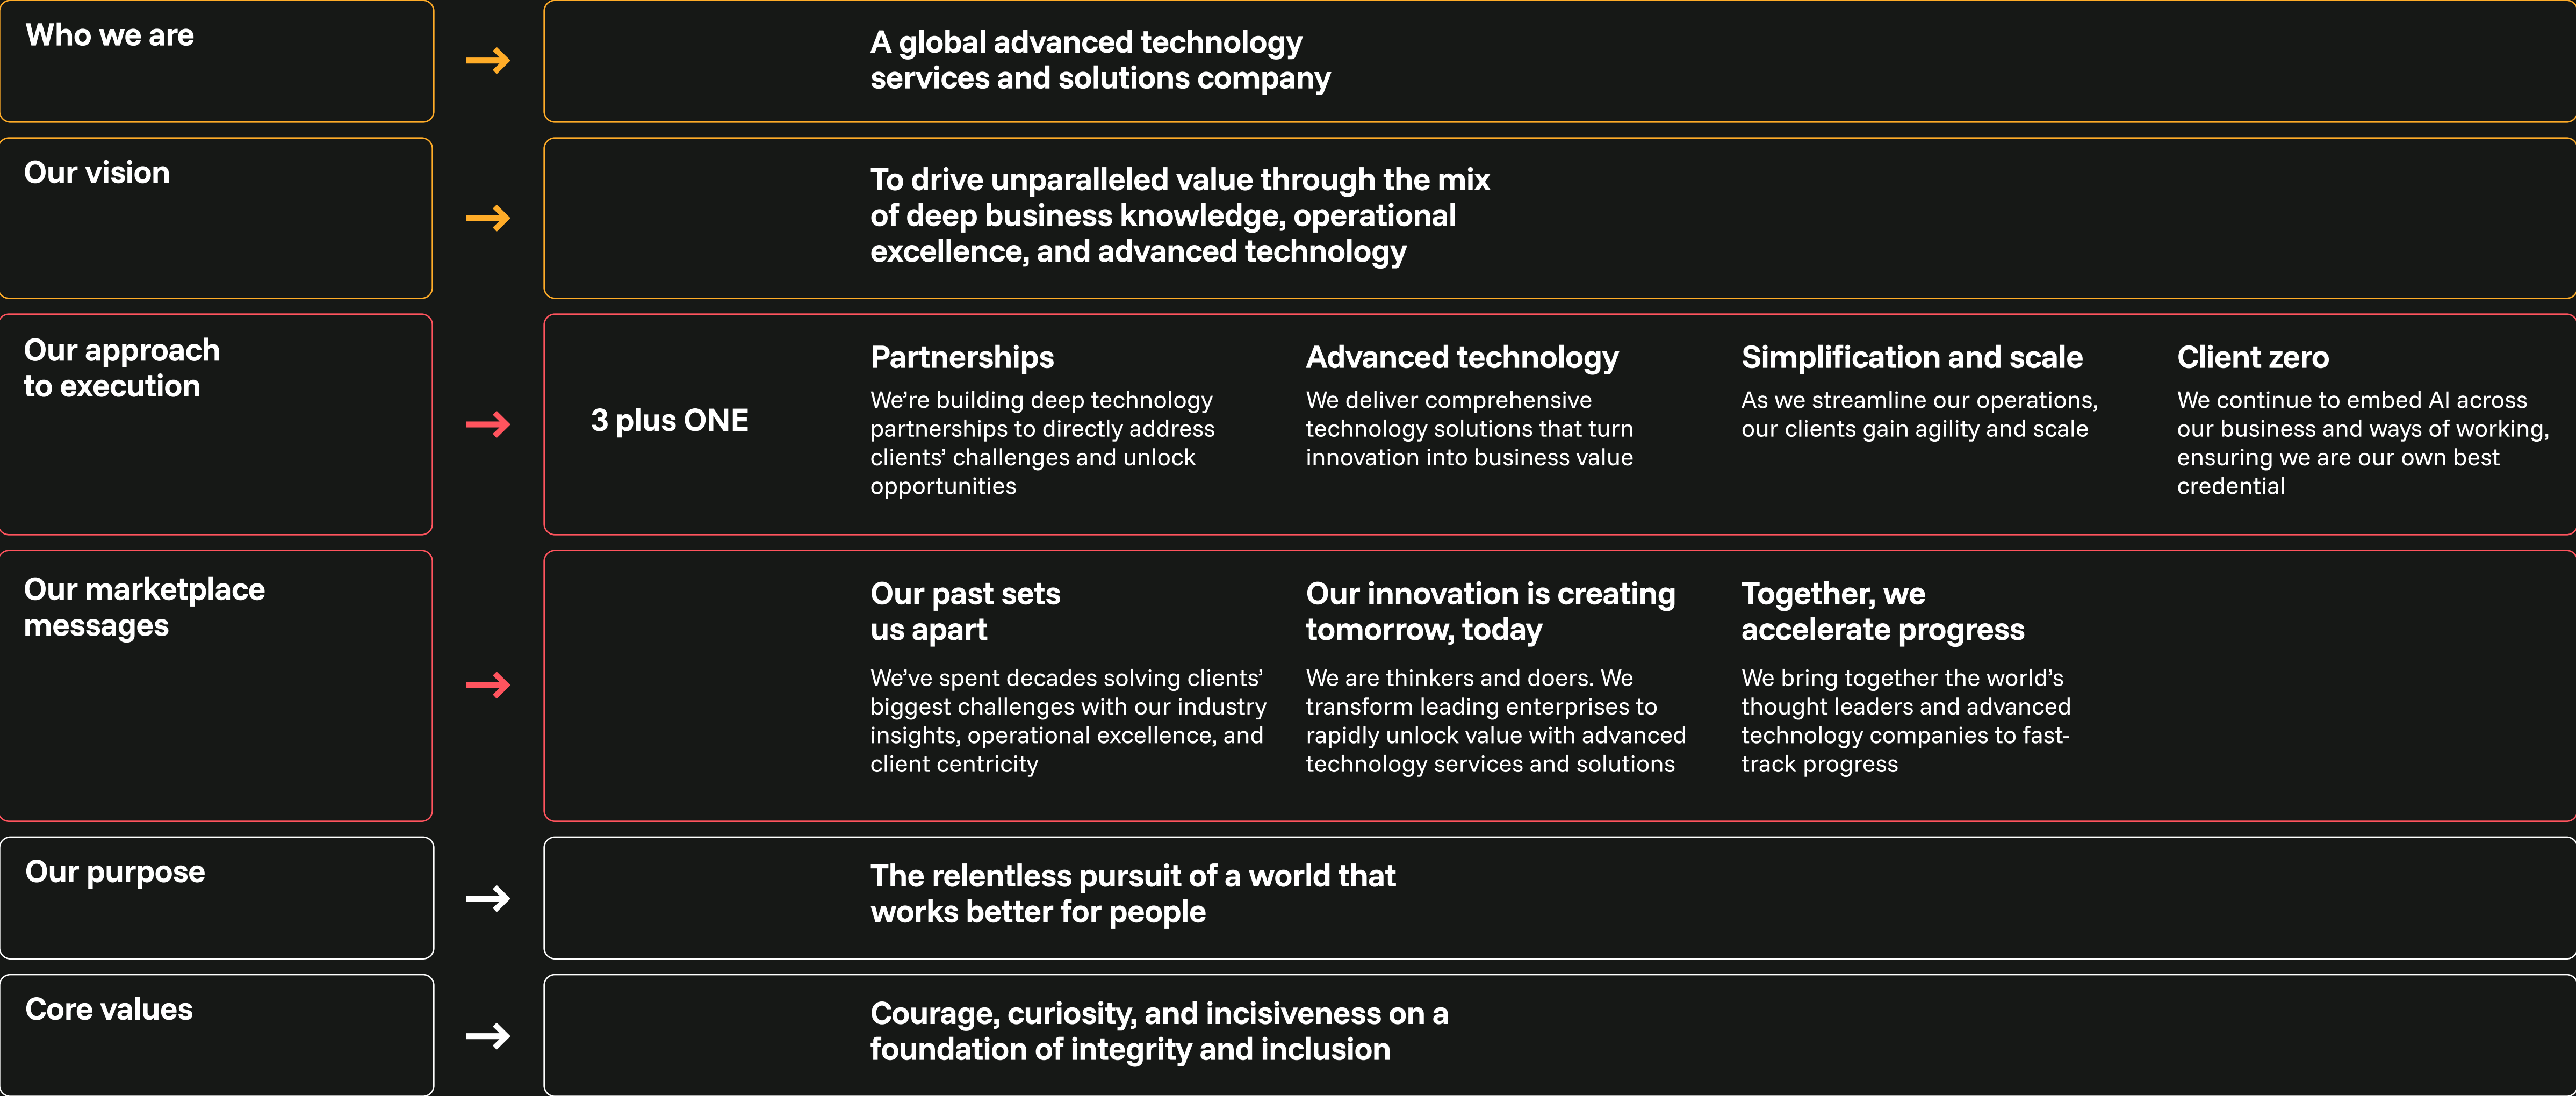 Who we are
A global advanced technology
services and solutions company
Our vision
To drive unparalleled value through the mix
of deep business knowledge, operational
excellence, and advanced technology
Our approach
to execution
3 plus ONE
Partnerships
We’re building deep technology
partnerships to directly address
clients’ challenges and unlock
opportunities
Advanced technology
We deliver comprehensive
technology solutions that turn
innovation into business value
Simplification and scale
As we streamline our operations,
our clients gain agility and scale
Client zero
We continue to embed AI across
our business and ways of working,
ensuring we are our own best
credential
Our marketplace
messages
Our past sets
us apart
We’ve spent decades solving clients’
biggest challenges with our industry
insights, operational excellence, and
client centricity
Our innovation is creating
tomorrow, today
We are thinkers and doers. We
transform leading enterprises to
rapidly unlock value with advanced
technology services and solutions
Together, we
accelerate progress
We bring together the world’s
thought leaders and advanced
technology companies to fast-
track progress
Our purpose
The relentless pursuit of a world that
works better for people
Core values
Courage, curiosity, and incisiveness on a
foundation of integrity and inclusion